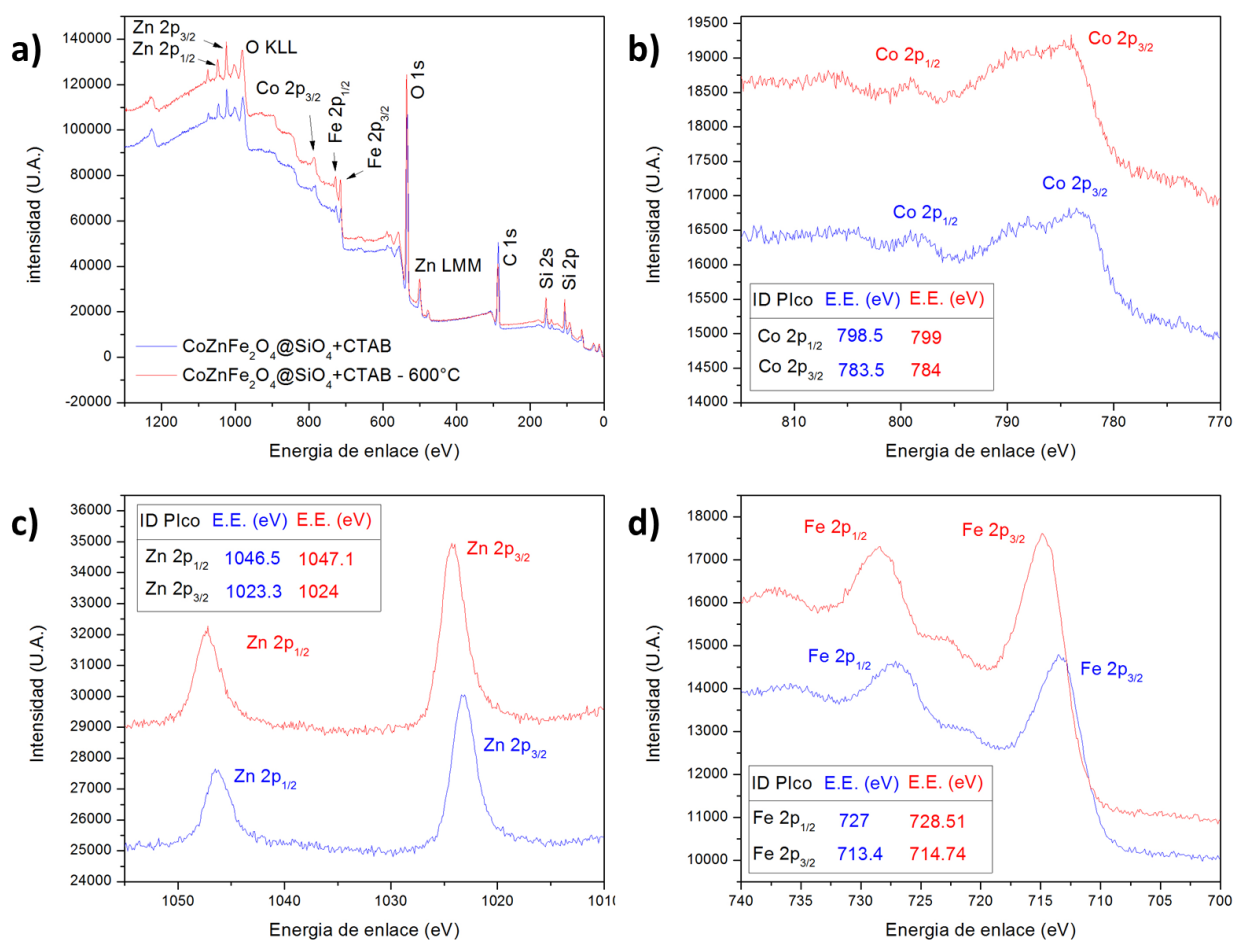 a)
140000
120000
100000
80000
60000
40000
20000
0
-20000
intensidad (U.A.)
Zn 2p3/2
Zn 2p1/2
O KLL
Co 2p3/2
Fe 2p1/2
Fe 2p3/2
O 1s
Zn LMM
C 1s
Si 2s
Si 2p
CoZnFe2O4@SiO4+CTAB
CoZnFe2O4@SiO4+CTAB - 600°C
1200 1000 800 600 400 200 0
Energia de enlace (eV)
b)
19500
19000
18500
18000
17500
17000
16500
16000
15500
15000
14500
14000
Intensidad (U.A.)
Co 2p3/2
Co 2p1/2
Co 2p3/2
Co 2p1/2
ID PIco E.E. (eV) E.E. (eV)
Co 2p1/2 798.5 799
Co 2p3/2 783.5 784
810 800 790 780 770
Energia de enlace (eV)
c)
36000
35000
34000
33000
32000
31000
30000
29000
28000
27000
26000
25000
24000
Intensidad (U.A.)
ID PIco E.E. (eV) E.E. (eV)
Zn 2p1/2 1046.5 1047.1
Zn 2p3/2 1023.3 1024
Zn 2p3/2
Zn 2p1/2
Zn 2p3/2
Zn 2p1/2
1050 1040 1030 1020 1010
Energia de enlace (eV)
d)
18000
16000
14000
12000
10000
Intensidad (U.A.)
Fe 2p1/2
Fe 2p3/2
Fe 2p1/2
Fe 2p3/2
ID PIco E.E. (eV) E.E. (eV)
Fe 2p1/2 727 728.51
Fe 2p3/2 713.4 714.74
740 735 730 725 720 715 710 705 700
Energia de enlace (eV)